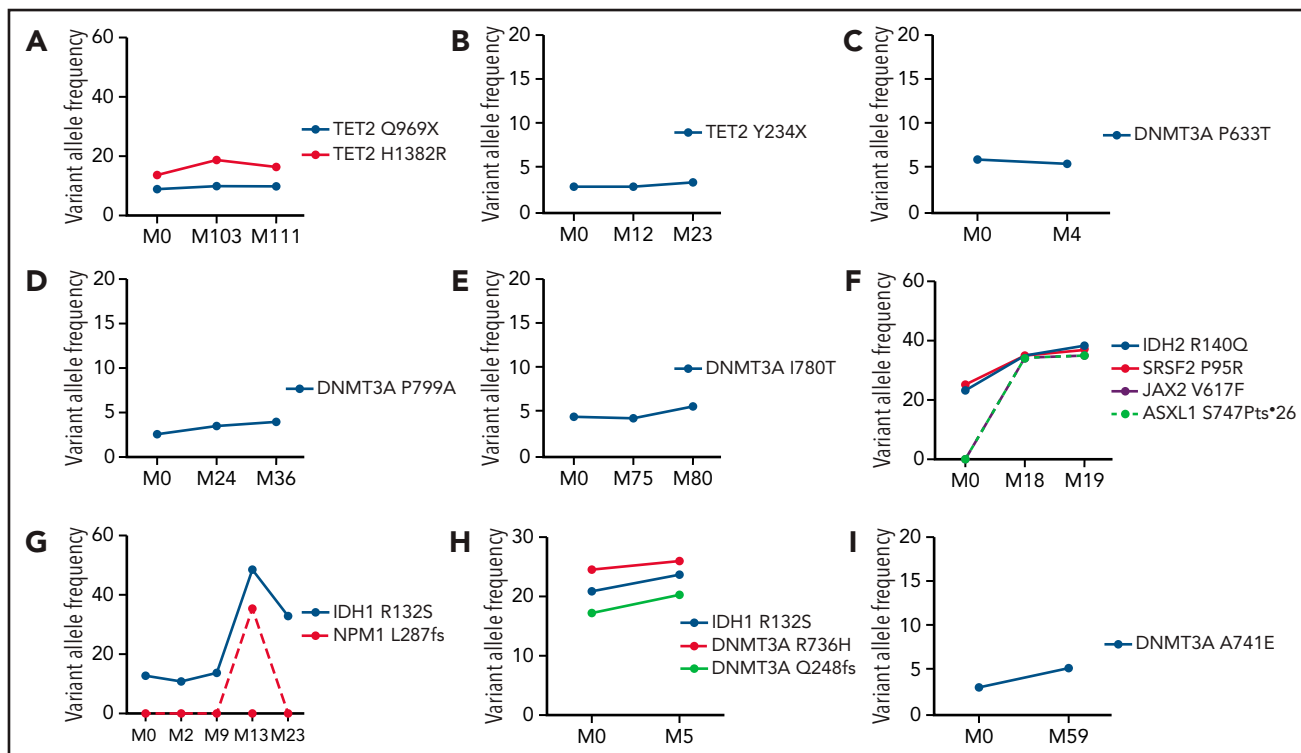 A
Variant allele frequency
60
40
20
0
M0 M103 M111
TET2 Q969X
TET2 H1382R
B
Variant allele frequency
20
15
10
5
0
M0 M12 M23
TET2 Y234X
C
Variant allele frequency
20
15
10
5
0
M0 M4
DNMT3A P633T
D
Variant allele frequency
20
15
10
5
0
M0 M24 M36
DNMT3A P799A
E
Variant allele frequency
20
15
10
5
0
M0 M75 M80
DNMT3A I780T
F
Variant allele frequency
60
40
20
0
M0 M18 M19
IDH2 R140Q
SRSF2 P95R
JAX2 V617F
ASXL1 S747Pts•26
G
Variant allele frequency
60
40
20
0
M0 M2 M9 M13 M23
IDH1 R132S
NPM1 L287fs
H
Variant allele frequency
30
20
10
0
M0 M5
IDH1 R132S
DNMT3A R736H
DNMT3A Q248fs
I
Variant allele frequency
20
15
10
5
0
M0 M59
DNMT3A A741E